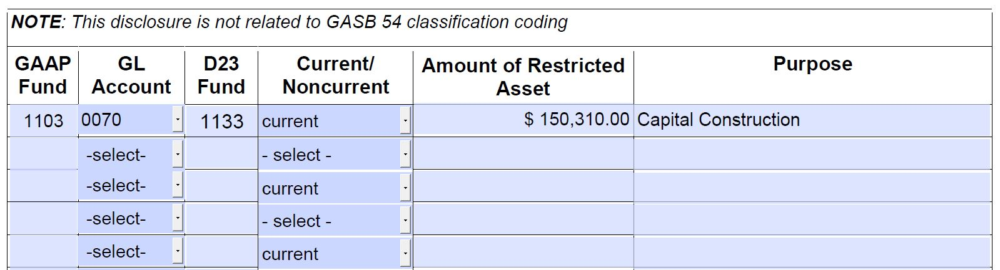 NOTE: This disclosure is not related to GASB 54 classification coding
GAAP Fund GL Account D23 Fund Current/ Noncurrent Amount of Restricted Asset Purpose
1103 0070 1133 current $ 150,310.00 Capital Construction
-select- - select -
-select- current
-select- - select -
-select- current